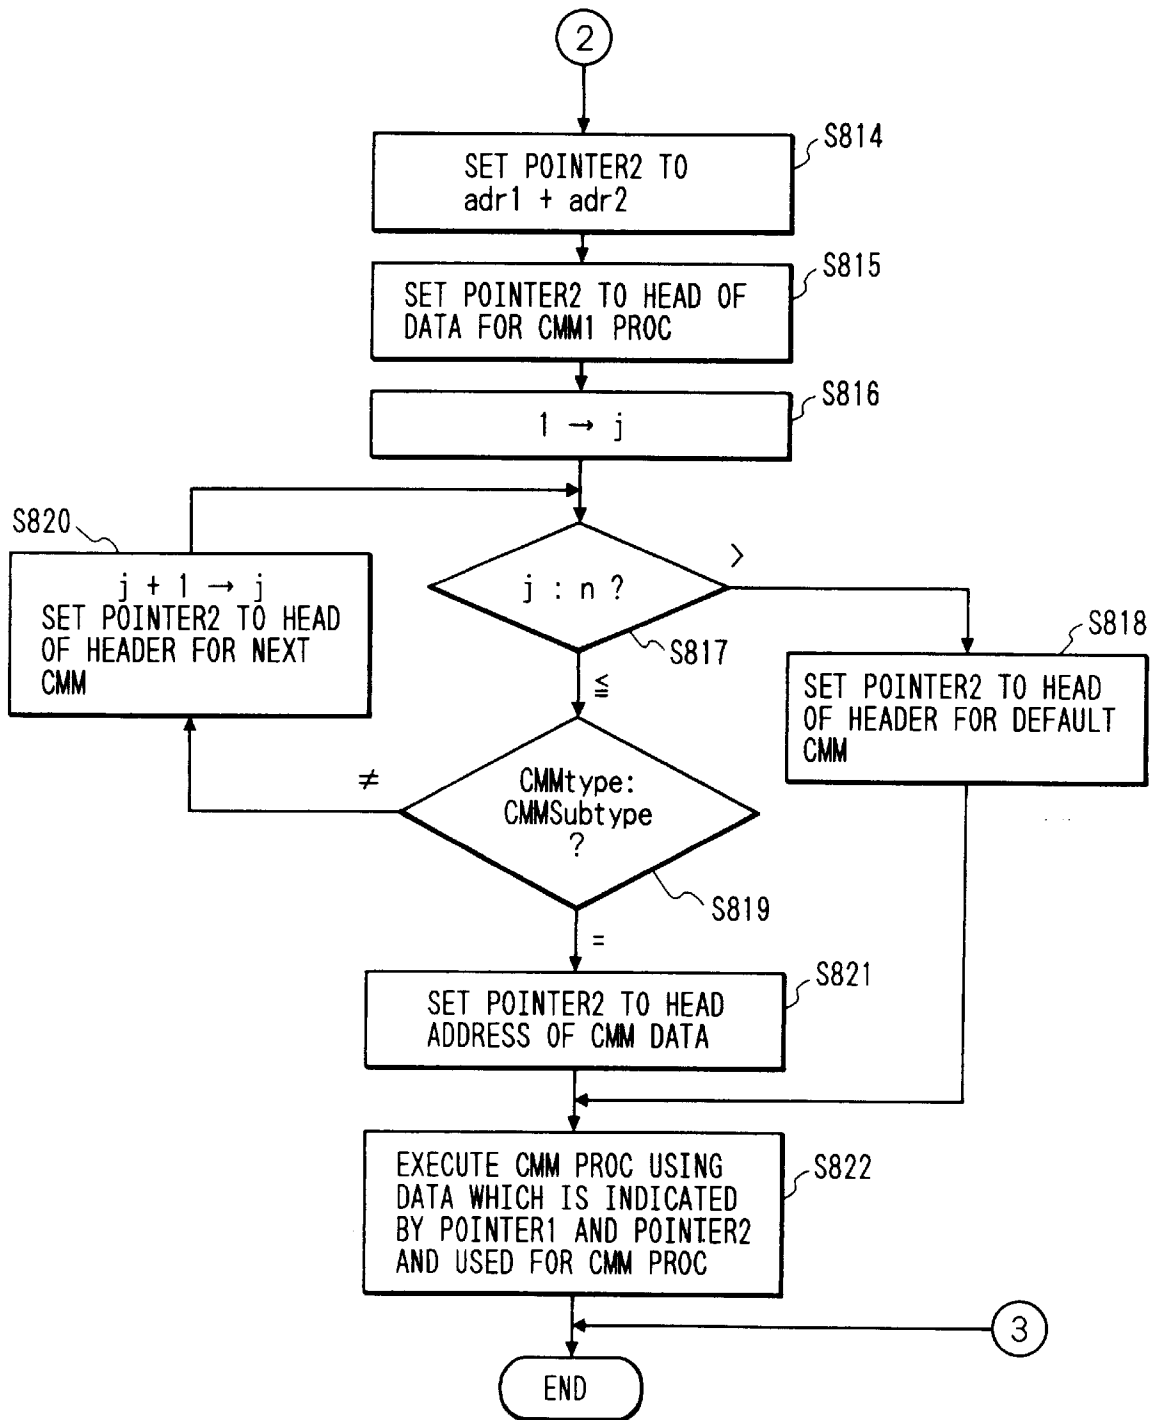 2
S814
SET POINTER2 TO
adr1 + adr2
S815
SET POINTER2 TO HEAD OF
DATA FOR CMM1 PROC
S816
1 → j
S820
j + 1 → j
SET POINTER2 TO HEAD
OF HEADER FOR NEXT
CMM
j : n ?
>
S817
≦
S818
SET POINTER2 TO HEAD
OF HEADER FOR DEFAULT
CMM
≠
CMMtype:
CMMSubtype
?
S819
=
S821
SET POINTER2 TO HEAD
ADDRESS OF CMM DATA
S822
EXECUTE CMM PROC USING
DATA WHICH IS INDICATED
BY POINTER1 AND POINTER2
AND USED FOR CMM PROC
3
END